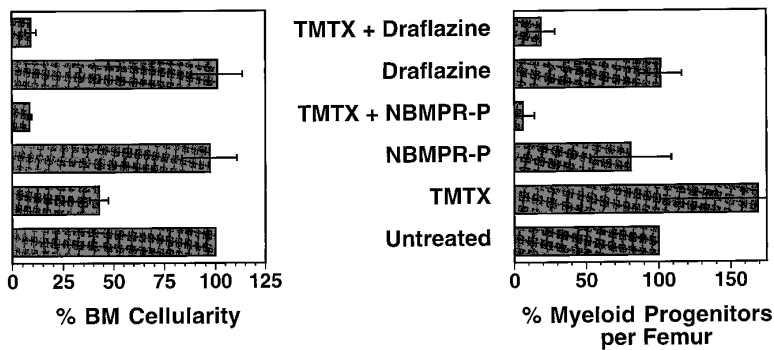 TMTX + Draflazine
Draflazine
TMTX + NBMPR-P
NBMPR-P
TMTX
Untreated
0 25 50 75 100 125
% BM Cellularity
0 50 100 150
% Myeloid Progenitors
per Femur